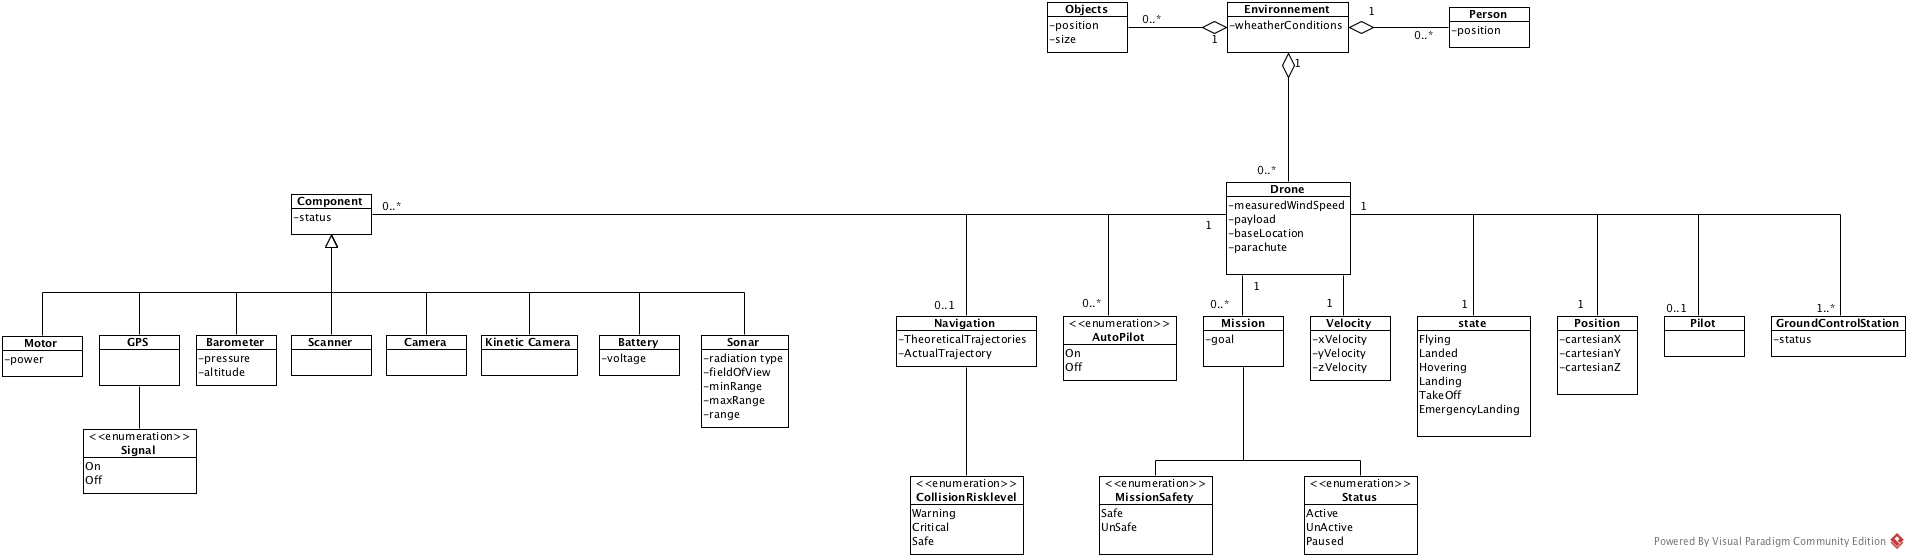 Objects
-position
-size
0..*
1
Environnement
-wheatherConditions
1
0..*
Person
-position
1
0..*
Drone
-measuredWindSpeed
-payload
-baseLocation
-parachute
Component
-status
0..*
1
1
1
Motor
-power
GPS
Barometer
-pressure
-altitude
Scanner
Camera
Kinetic Camera
Battery
-voltage
Sonar
-radiation type
-fieldOfView
-minRange
-maxRange
-range
<<enumeration>>
Signal
On
Off
0..1
Navigation
-TheoreticalTrajectories
-ActualTrajectory
0..*
<<enumeration>>
AutoPilot
On
Off
0..*
Mission
-goal
1
Velocity
-xVelocity
-yVelocity
-zVelocity
1
state
Flying
Landed
Hovering
Landing
TakeOff
EmergencyLanding
1
Position
-cartesianX
-cartesianY
-cartesianZ
0..1
Pilot
1..*
GroundControlStation
-status
<<enumeration>>
CollisionRisklevel
Warning
Critical
Safe
<<enumeration>>
MissionSafety
Safe
UnSafe
<<enumeration>>
Status
Active
UnActive
Paused
Powered By Visual Paradigm Community Edition